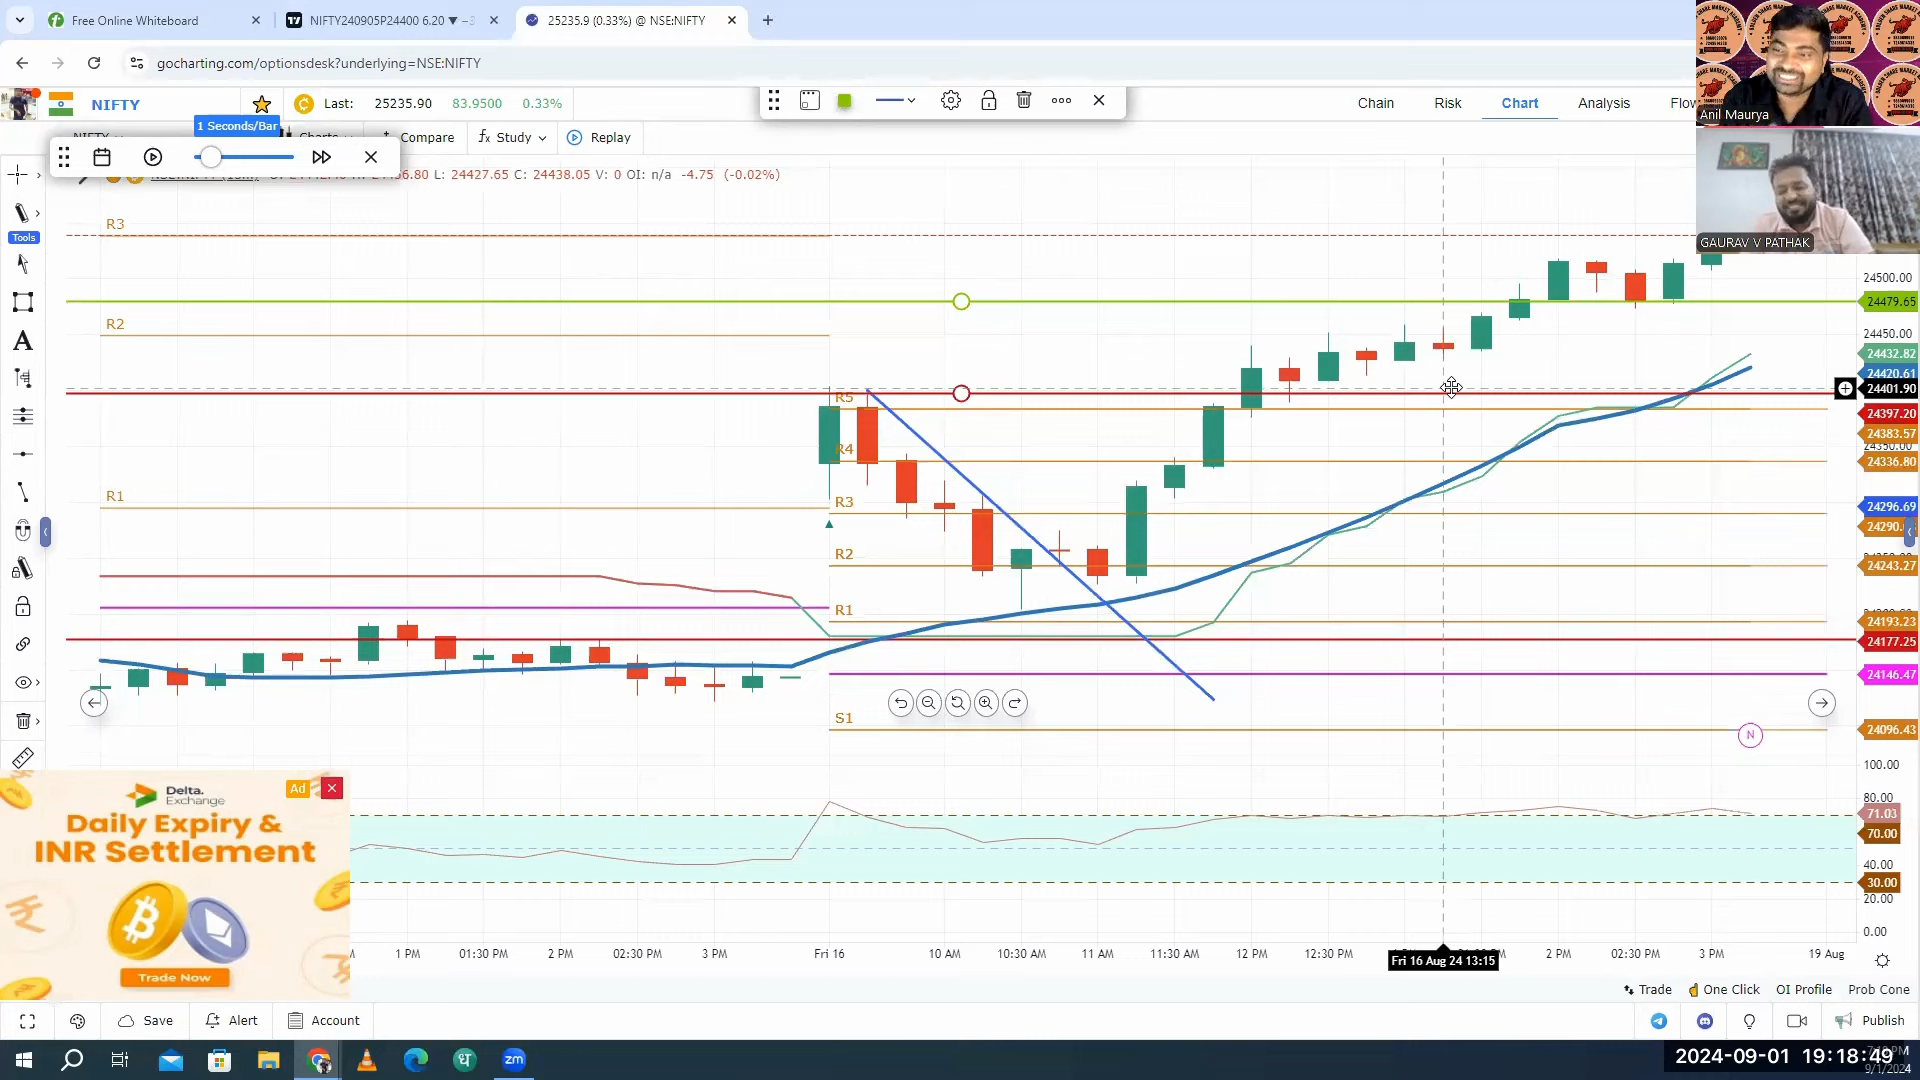 Free Online Whiteboard
NIFTY240905P24400 6.20 ▼ −3
25235.9 (0.33%) @ NSE:NIFTY
gocharting.com/optionsdesk?underlying=NSE:NIFTY
NIFTY
Last: 25235.90 83.9500 0.33%
Chain Risk Chart Analysis Flow
Anil Maurya
GAURAV V PATHAK
1 Seconds/Bar
Compare
fx Study
Replay
L: 24427.65 C: 24438.05 V: 0 OI: n/a -4.75 (-0.02%)
Tools
R3
R2
R1
R5
R4
R3
R2
R1
S1
24500.00
24479.65
24450.00
24432.82
24420.61
24401.90
24397.20
24383.57
24336.80
24296.69
24290.
24243.27
24193.23
24177.25
24146.47
24096.43
N
100.00
80.00
71.03
70.00
40.00
30.00
20.00
0.00
1 PM 01:30 PM 2 PM 02:30 PM 3 PM Fri 16 10 AM 10:30 AM 11 AM 11:30 AM 12 PM 12:30 PM Fri 16 Aug 24 13:15 2 PM 02:30 PM 3 PM 19 Aug
Ad
Delta.
Exchange
Daily Expiry &
INR Settlement
Trade Now
Trade One Click OI Profile Prob Cone
Save Alert Account Publish
zm
2024-09-01 19:18:49
9/1/2024